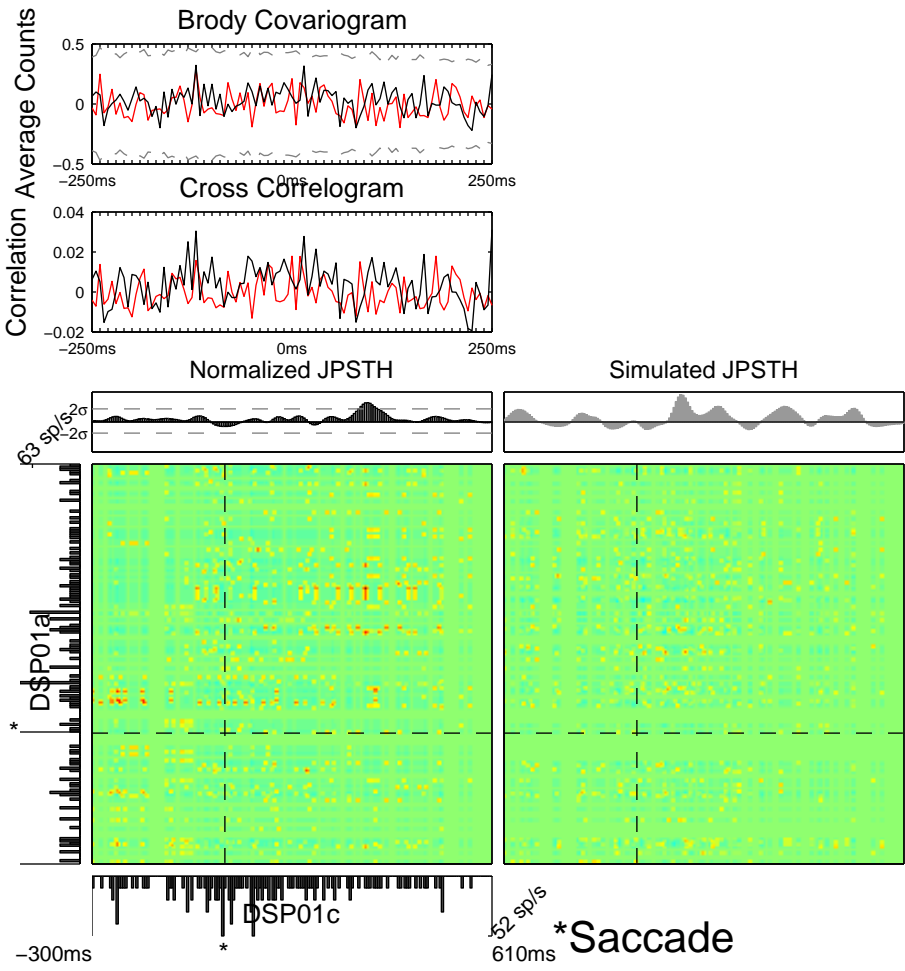 Brody Covariogram
Average Counts
0.5
0
−0.5
−250ms
0ms
250ms
Cross Correlogram
Correlation
0.04
0.02
0
−0.02
−250ms
0ms
250ms
Normalized JPSTH
Simulated JPSTH
63 sp/s
2σ
−2σ
DSP01a
*
DSP01c
52 sp/s
*
−300ms
610ms
*Saccade